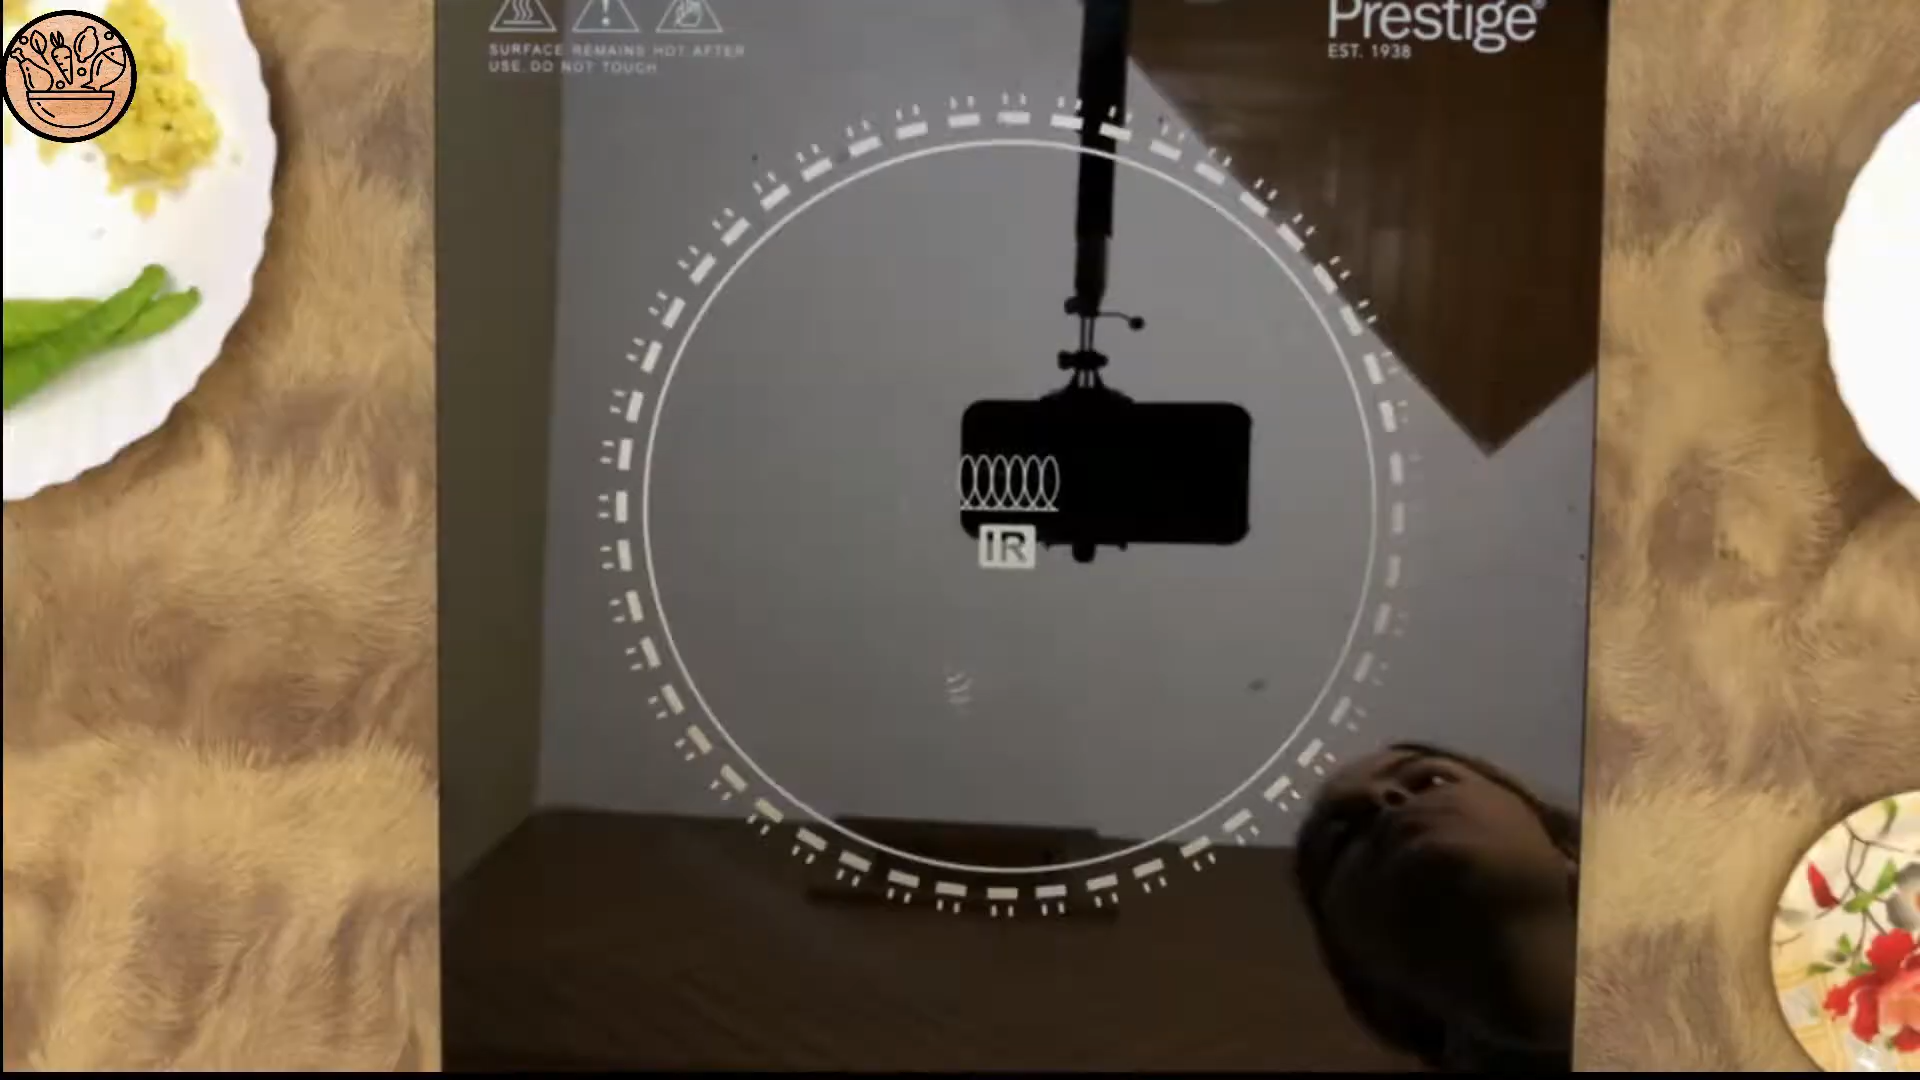 SURFACE REMAINS HOT AFTER
USE. DO NOT TOUCH
Prestige®
EST. 1938
IR